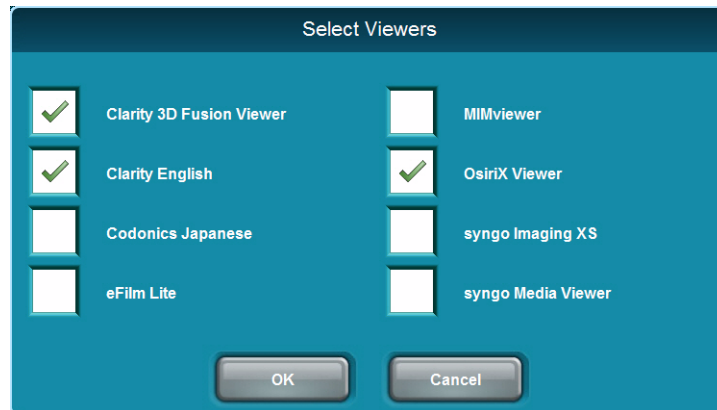 Select Viewers
Clarity 3D Fusion Viewer
Clarity English
Codonics Japanese
eFilm Lite
MIMviewer
OsiriX Viewer
syngo Imaging XS
syngo Media Viewer
OK
Cancel